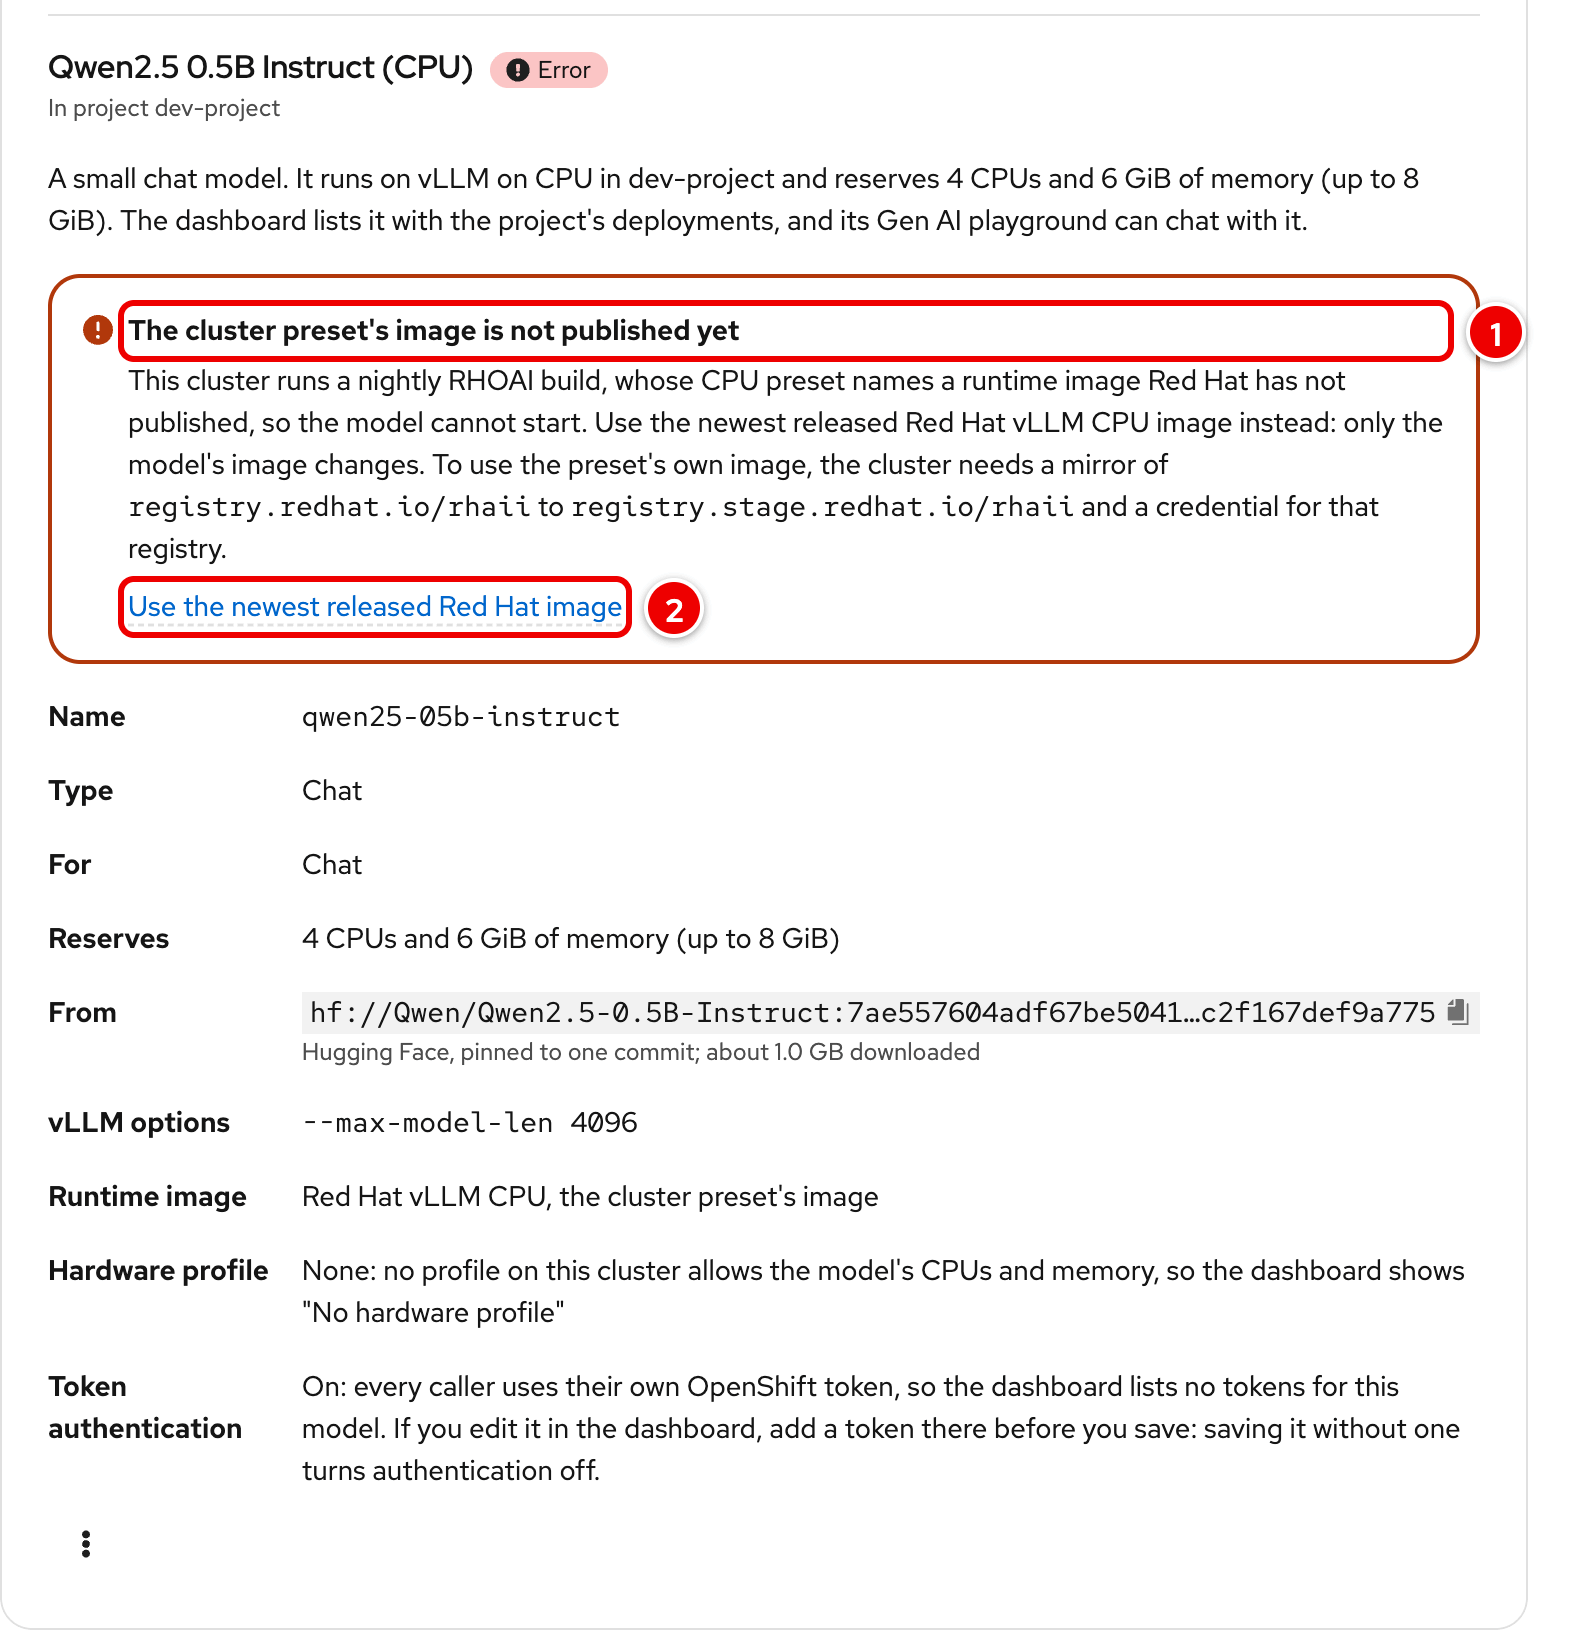 Qwen2.5 0.5B Instruct (CPU)
Error
In project dev-project
A small chat model. It runs on vLLM on CPU in dev-project and reserves 4 CPUs and 6 GiB of memory (up to 8
GiB). The dashboard lists it with the project's deployments, and its Gen AI playground can chat with it.
The cluster preset's image is not published yet
1
This cluster runs a nightly RHOAI build, whose CPU preset names a runtime image Red Hat has not
published, so the model cannot start. Use the newest released Red Hat vLLM CPU image instead: only the
model's image changes. To use the preset's own image, the cluster needs a mirror of
registry.redhat.io/rhaii to registry.stage.redhat.io/rhaii and a credential for that
registry.
Use the newest released Red Hat image
2
Name
qwen25-05b-instruct
Type
Chat
For
Chat
Reserves
4 CPUs and 6 GiB of memory (up to 8 GiB)
From
hf://Qwen/Qwen2.5-0.5B-Instruct:7ae557604adf67be5041…c2f167def9a775
Hugging Face, pinned to one commit; about 1.0 GB downloaded
vLLM options
--max-model-len 4096
Runtime image
Red Hat vLLM CPU, the cluster preset's image
Hardware profile
None: no profile on this cluster allows the model's CPUs and memory, so the dashboard shows
"No hardware profile"
Token
authentication
On: every caller uses their own OpenShift token, so the dashboard lists no tokens for this
model. If you edit it in the dashboard, add a token there before you save: saving it without one
turns authentication off.